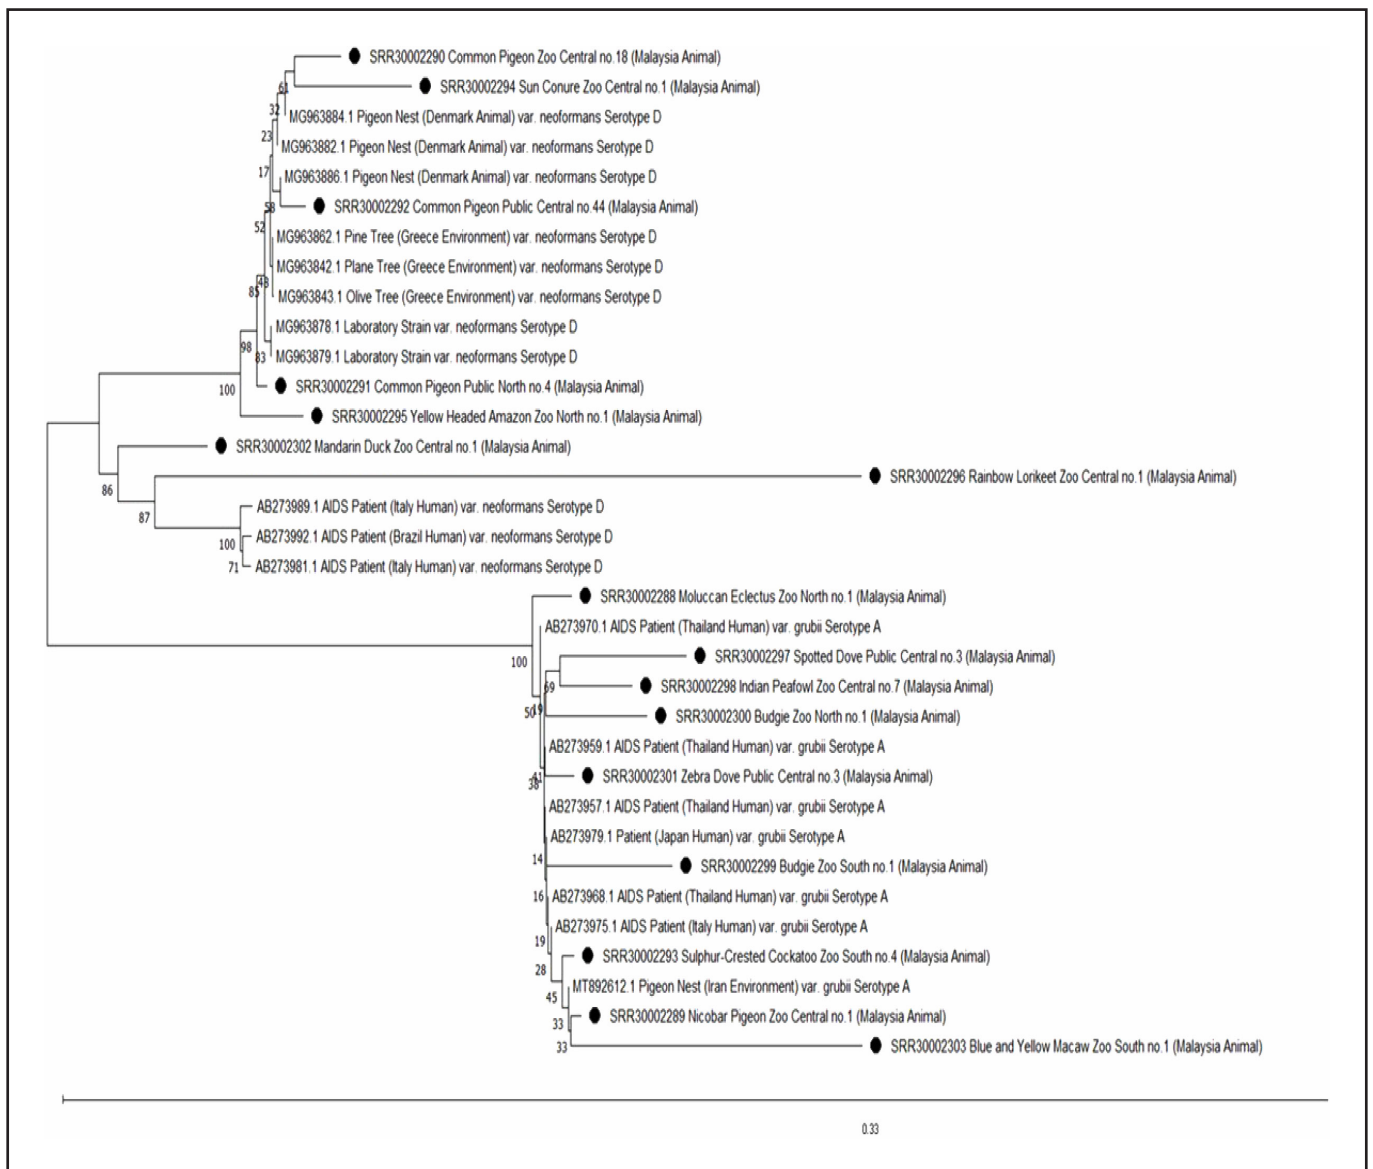 SRR30002290 Common Pigeon Zoo Central no.18 (Malaysia Animal)
61
SRR30002294 Sun Conure Zoo Central no.1 (Malaysia Animal)
32
MG963884.1 Pigeon Nest (Denmark Animal) var. neoformans Serotype D
23
MG963882.1 Pigeon Nest (Denmark Animal) var. neoformans Serotype D
17
MG963886.1 Pigeon Nest (Denmark Animal) var. neoformans Serotype D
58
SRR30002292 Common Pigeon Public Central no.44 (Malaysia Animal)
52
MG963862.1 Pine Tree (Greece Environment) var. neoformans Serotype D
MG963842.1 Plane Tree (Greece Environment) var. neoformans Serotype D
48
85
MG963843.1 Olive Tree (Greece Environment) var. neoformans Serotype D
MG963878.1 Laboratory Strain var. neoformans Serotype D
98
83
MG963879.1 Laboratory Strain var. neoformans Serotype D
100
SRR30002291 Common Pigeon Public North no.4 (Malaysia Animal)
SRR30002295 Yellow Headed Amazon Zoo North no.1 (Malaysia Animal)
SRR30002302 Mandarin Duck Zoo Central no.1 (Malaysia Animal)
SRR30002296 Rainbow Lorikeet Zoo Central no.1 (Malaysia Animal)
86
AB273989.1 AIDS Patient (Italy Human) var. neoformans Serotype D
87
AB273992.1 AIDS Patient (Brazil Human) var. neoformans Serotype D
100
71
AB273981.1 AIDS Patient (Italy Human) var. neoformans Serotype D
SRR30002288 Moluccan Eclectus Zoo North no.1 (Malaysia Animal)
AB273970.1 AIDS Patient (Thailand Human) var. grubii Serotype A
100
SRR30002297 Spotted Dove Public Central no.3 (Malaysia Animal)
69
SRR30002298 Indian Peafowl Zoo Central no.7 (Malaysia Animal)
50
19
SRR30002300 Budgie Zoo North no.1 (Malaysia Animal)
AB273959.1 AIDS Patient (Thailand Human) var. grubii Serotype A
41
38
SRR30002301 Zebra Dove Public Central no.3 (Malaysia Animal)
AB273957.1 AIDS Patient (Thailand Human) var. grubii Serotype A
AB273979.1 Patient (Japan Human) var. grubii Serotype A
14
SRR30002299 Budgie Zoo South no.1 (Malaysia Animal)
16
AB273968.1 AIDS Patient (Thailand Human) var. grubii Serotype A
AB273975.1 AIDS Patient (Italy Human) var. grubii Serotype A
19
SRR30002293 Sulphur-Crested Cockatoo Zoo South no.4 (Malaysia Animal)
28
MT892612.1 Pigeon Nest (Iran Environment) var. grubii Serotype A
45
SRR30002289 Nicobar Pigeon Zoo Central no.1 (Malaysia Animal)
33
33
SRR30002303 Blue and Yellow Macaw Zoo South no.1 (Malaysia Animal)
0.33